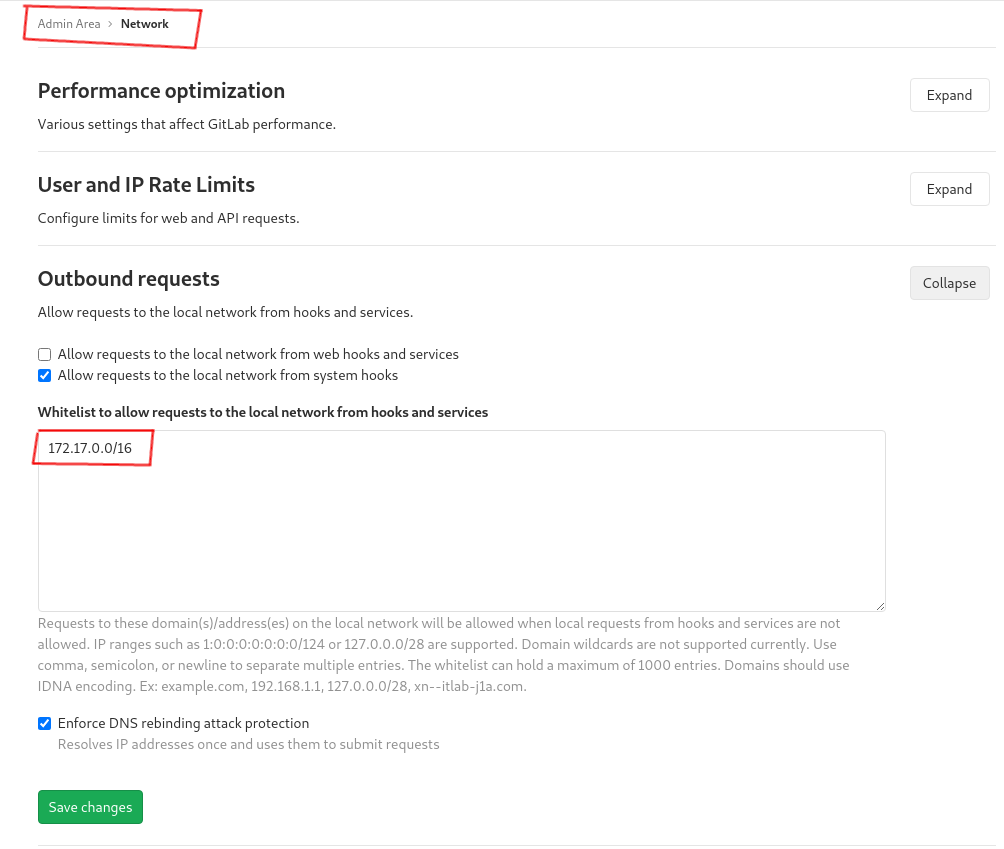 Admin Area › Network
Performance optimization
Expand
Various settings that affect GitLab performance.
User and IP Rate Limits
Expand
Configure limits for web and API requests.
Outbound requests
Collapse
Allow requests to the local network from hooks and services.
Allow requests to the local network from web hooks and services
Allow requests to the local network from system hooks
Whitelist to allow requests to the local network from hooks and services
172.17.0.0/16
Requests to these domain(s)/address(es) on the local network will be allowed when local requests from hooks and services are not
allowed. IP ranges such as 1:0:0:0:0:0:0:0/124 or 127.0.0.0/28 are supported. Domain wildcards are not supported currently. Use
comma, semicolon, or newline to separate multiple entries. The whitelist can hold a maximum of 1000 entries. Domains should use
IDNA encoding. Ex: example.com, 192.168.1.1, 127.0.0.0/28, xn--itlab-j1a.com.
Enforce DNS rebinding attack protection
Resolves IP addresses once and uses them to submit requests
Save changes